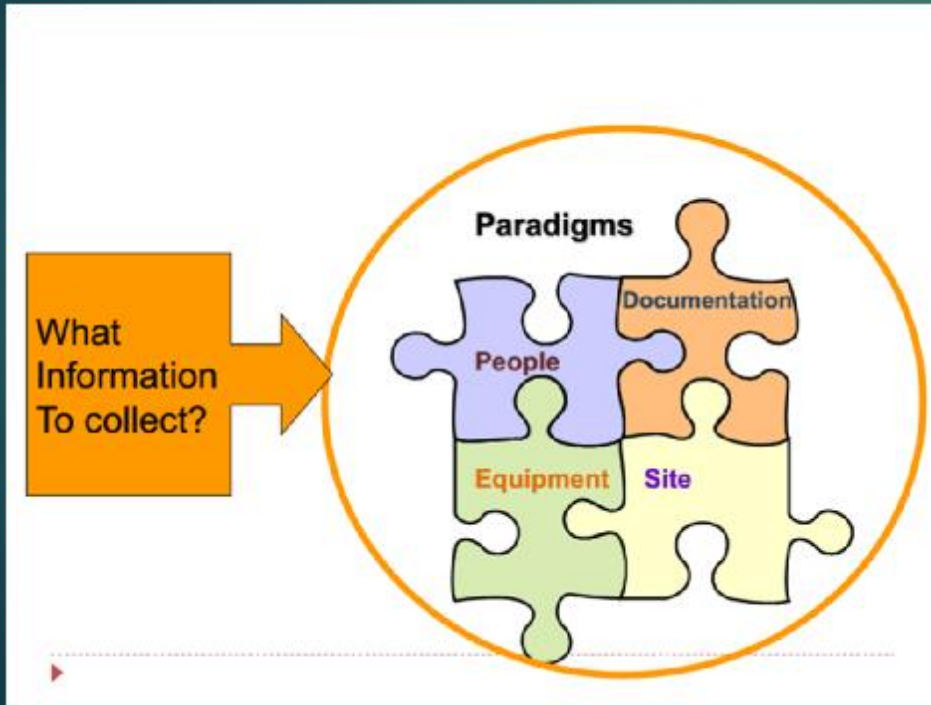 Paradigms
Documentation
People
What
Information
To collect?
Equipment
Site